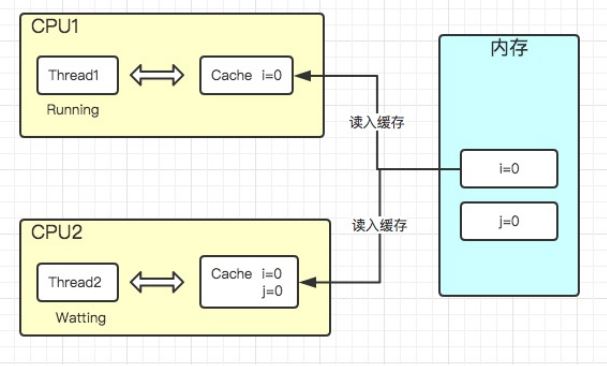 CPU1
Thread1
Cache i=0
Running
读入缓存
内存
i=0
j=0
读入缓存
CPU2
Thread2
Cache i=0
j=0
Watting